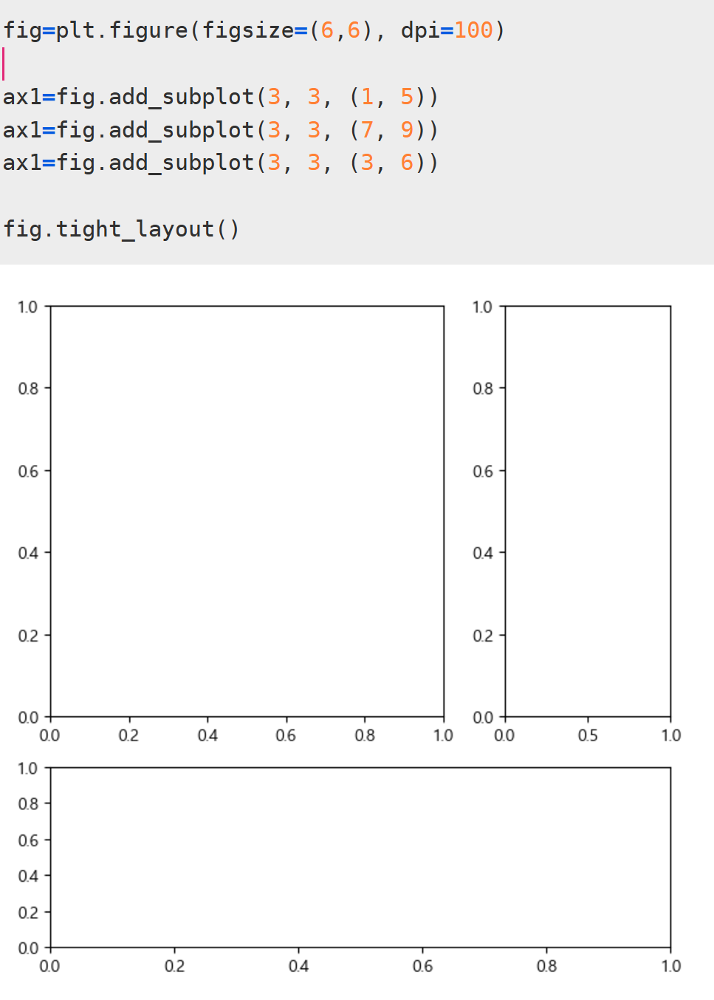 fig=plt.figure(figsize=(6,6), dpi=100)
ax1=fig.add_subplot(3, 3, (1, 5))
ax1=fig.add_subplot(3, 3, (7, 9))
ax1=fig.add_subplot(3, 3, (3, 6))
fig.tight_layout()
1.0
0.8
0.6
0.4
0.2
0.0
0.0 0.2 0.4 0.6 0.8 1.0
1.0
0.8
0.6
0.4
0.2
0.0
0.0 0.5 1.0
1.0
0.8
0.6
0.4
0.2
0.0
0.0 0.2 0.4 0.6 0.8 1.0